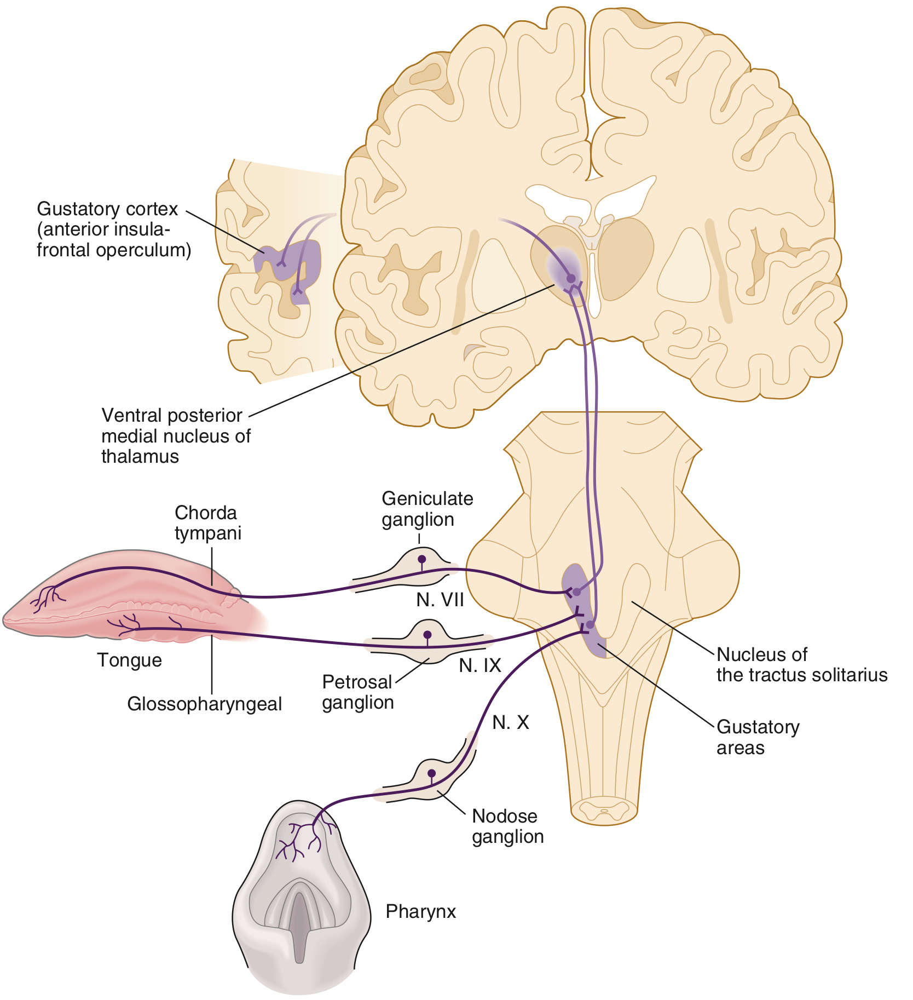 Gustatory cortex
(anterior insula-
frontal operculum)
Ventral posterior
medial nucleus of
thalamus
Geniculate
ganglion
Chorda
tympani
N. VII
Tongue
Glossopharyngeal
Petrosal
ganglion
N. IX
Nucleus of
the tractus solitarius
Gustatory
areas
N. X
Nodose
ganglion
Pharynx